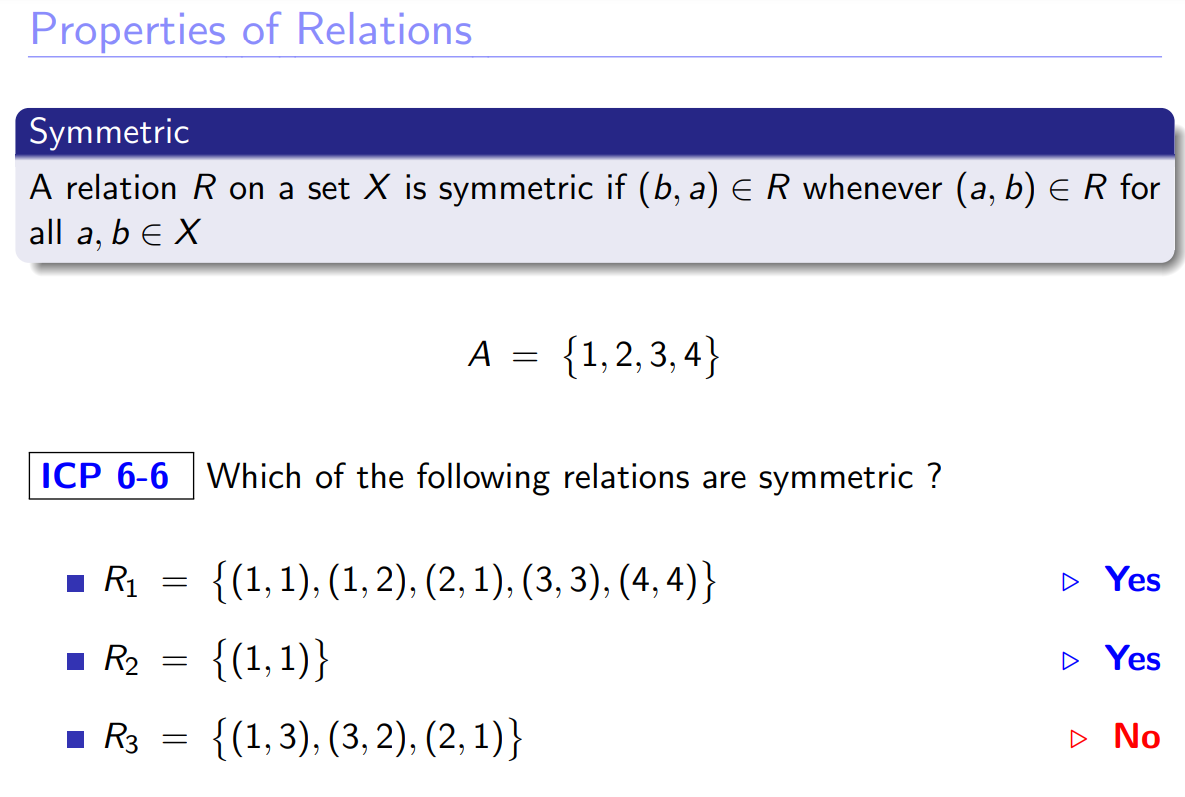 Properties of Relations
Symmetric
A relation R on a set X is symmetric if (b, a) ∈ R whenever (a, b) ∈ R for
all a, b ∈ X
A = {1, 2, 3, 4}
ICP 6-6 Which of the following relations are symmetric ?
■ R₁ = {(1, 1), (1, 2), (2, 1), (3, 3), (4, 4)} ▷ Yes
■ R₂ = {(1, 1)} ▷ Yes
■ R₃ = {(1, 3), (3, 2), (2, 1)} ▷ No